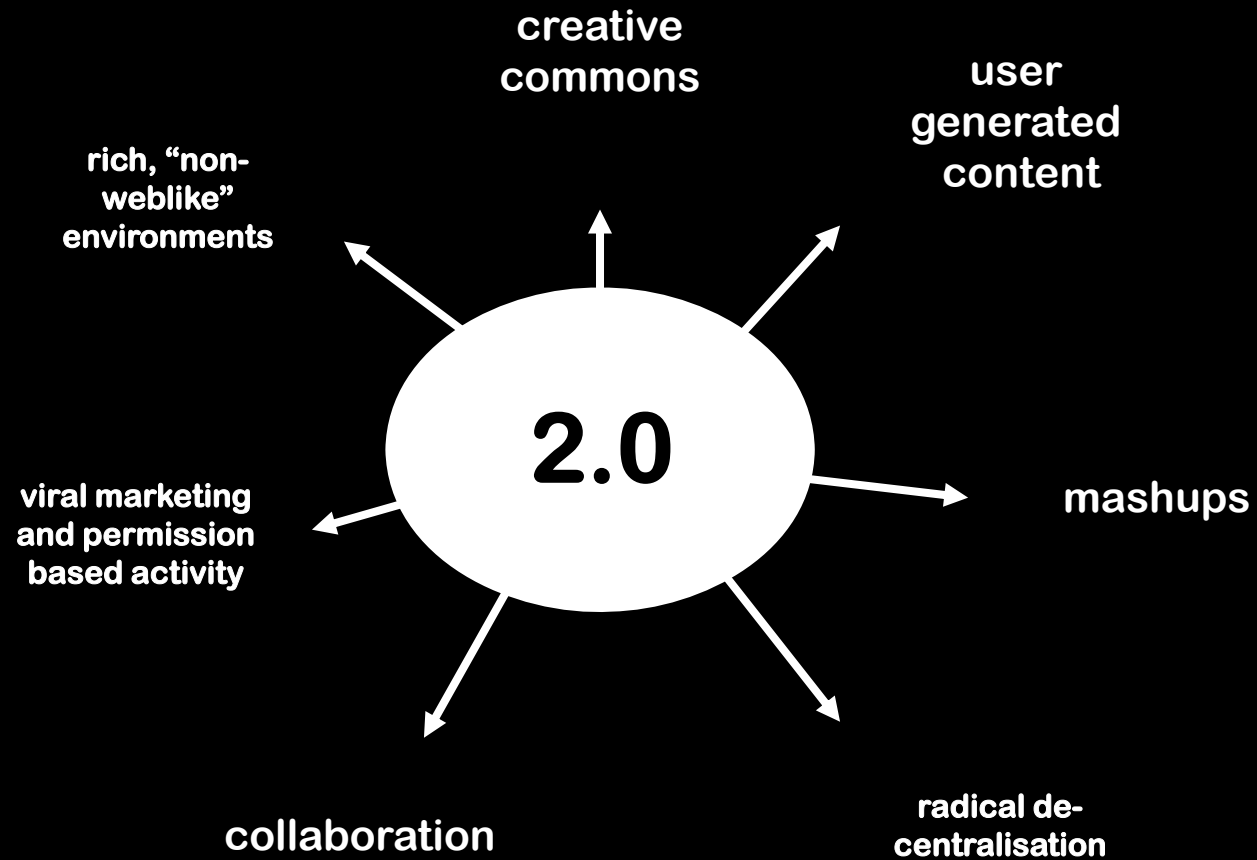 creative
commons
user
generated
content
rich, “non-
weblike”
environments
2.0
viral marketing
and permission
based activity
mashups
collaboration
radical de-
centralisation